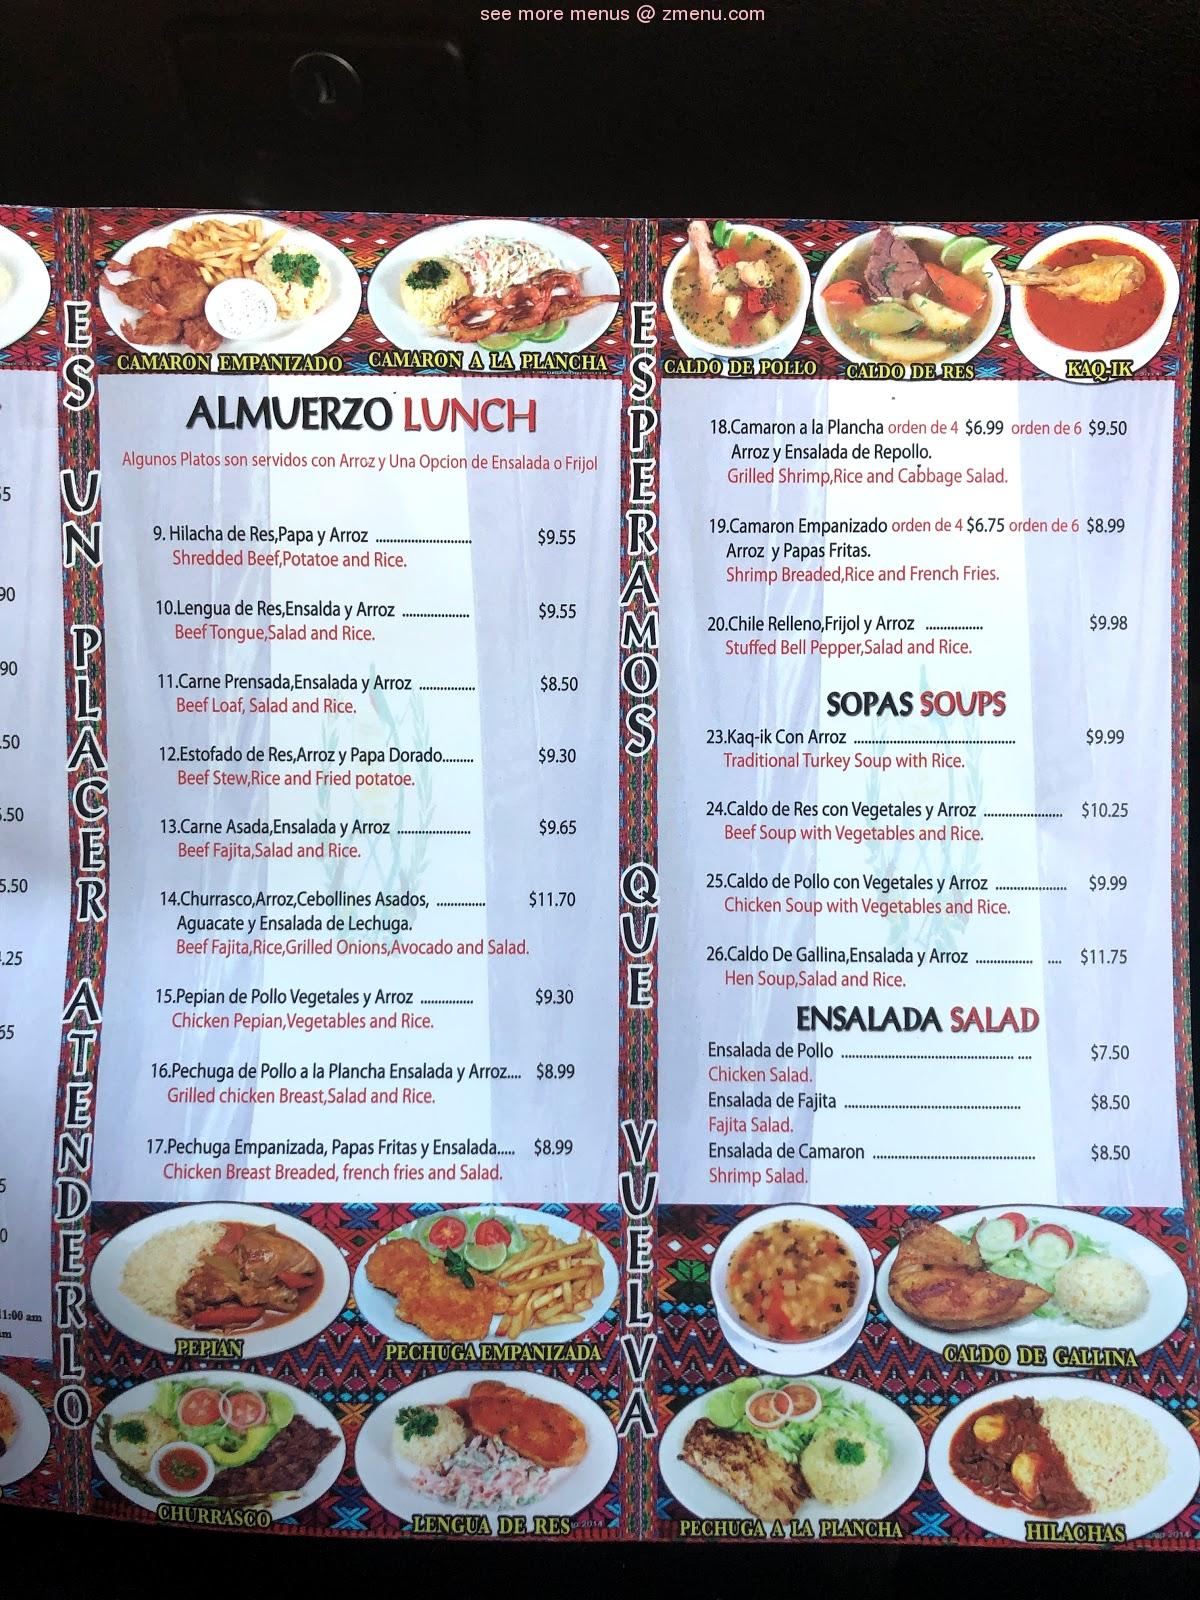 see more menus @ zmenu.com
55
90
90
.50
5.50
5.50
4.25
65
5
0
11:00 am
am
ES UN PLACER ATENDERLO
CAMARON EMPANIZADO
CAMARON A LA PLANCHA
ALMUERZO LUNCH
Algunos Platos son servidos con Arroz y Una Opcion de Ensalada o Frijol
9. Hilacha de Res,Papa y Arroz ........................ $9.55
Shredded Beef,Potatoe and Rice.
10.Lengua de Res,Ensalda y Arroz ................. $9.55
Beef Tongue,Salad and Rice.
11.Carne Prensada,Ensalada y Arroz .............. $8.50
Beef Loaf, Salad and Rice.
12.Estofado de Res,Arroz y Papa Dorado........ $9.30
Beef Stew,Rice and Fried potatoe.
13.Carne Asada,Ensalada y Arroz .................. $9.65
Beef Fajita,Salad and Rice.
14.Churrasco,Arroz,Cebollines Asados, ............ $11.70
Aguacate y Ensalada de Lechuga.
Beef Fajita,Rice,Grilled Onions,Avocado and Salad.
15.Pepian de Pollo Vegetales y Arroz ............. $9.30
Chicken Pepian,Vegetables and Rice.
16.Pechuga de Pollo a la Plancha Ensalada y Arroz.... $8.99
Grilled chicken Breast,Salad and Rice.
17.Pechuga Empanizada, Papas Fritas y Ensalada..... $8.99
Chicken Breast Breaded, french fries and Salad.
PEPIAN
PECHUGA EMPANIZADA
CHURRASCO
LENGUA DE RES
2014
ESPERAMOS QUE VUELVA
CALDO DE POLLO
CALDO DE RES
KAQ-IK
18.Camaron a la Plancha orden de 4 $6.99 orden de 6 $9.50
Arroz y Ensalada de Repollo.
Grilled Shrimp,Rice and Cabbage Salad.
19.Camaron Empanizado orden de 4 $6.75 orden de 6 $8.99
Arroz y Papas Fritas.
Shrimp Breaded,Rice and French Fries.
20.Chile Relleno,Frijol y Arroz .............. $9.98
Stuffed Bell Pepper,Salad and Rice.
SOPAS SOUPS
23.Kaq-ik Con Arroz ......................................... $9.99
Traditional Turkey Soup with Rice.
24.Caldo de Res con Vegetales y Arroz .................... $10.25
Beef Soup with Vegetables and Rice.
25.Caldo de Pollo con Vegetales y Arroz .................. $9.99
Chicken Soup with Vegetables and Rice.
26.Caldo De Gallina,Ensalada y Arroz .............. .... $11.75
Hen Soup,Salad and Rice.
ENSALADA SALAD
Ensalada de Pollo ............................................ .... $7.50
Chicken Salad.
Ensalada de Fajita ............................................. $8.50
Fajita Salad.
Ensalada de Camaron ......................................... $8.50
Shrimp Salad.
CALDO DE GALLINA
PECHUGA A LA PLANCHA
HILACHAS
2014